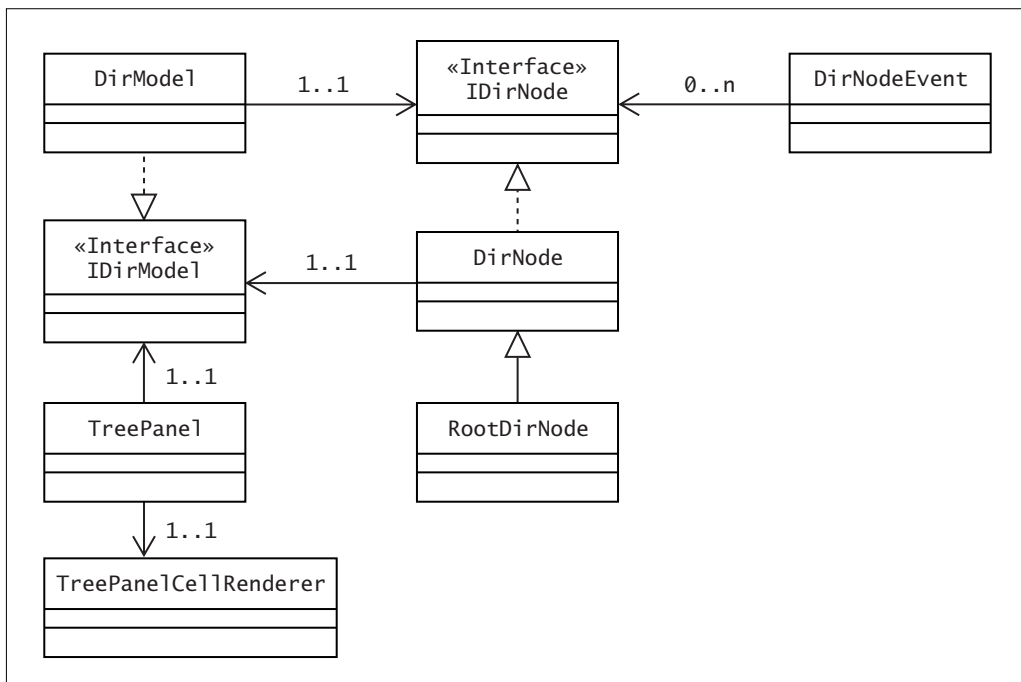 DirModel
1..1
«Interface»
IDirNode
0..n
DirNodeEvent
«Interface»
IDirModel
1..1
DirNode
1..1
TreePanel
RootDirNode
1..1
TreePanelCellRenderer